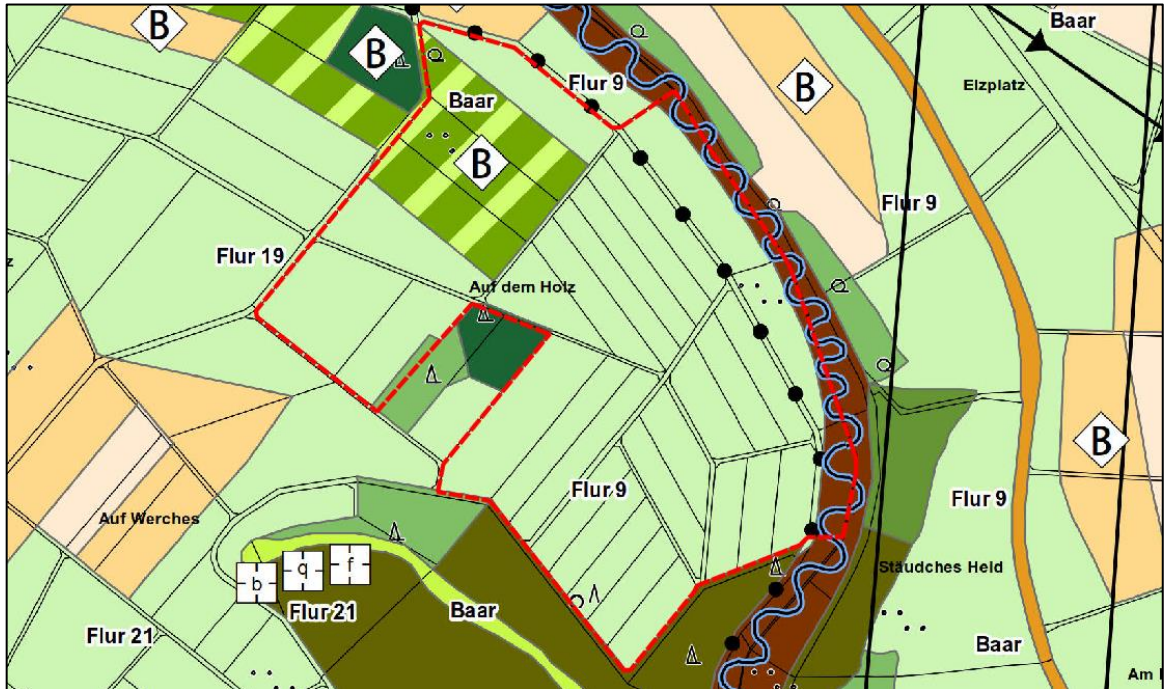 B
B
Baar
Flur 9
Elzplatz
Baar
B
B
Flur 9
Flur 19
Auf dem Holz
B
Flur 9
Flur 9
Auf Werches
b
q
f
Stäudches Held
Flur 21
Baar
Flur 21
Baar
Am